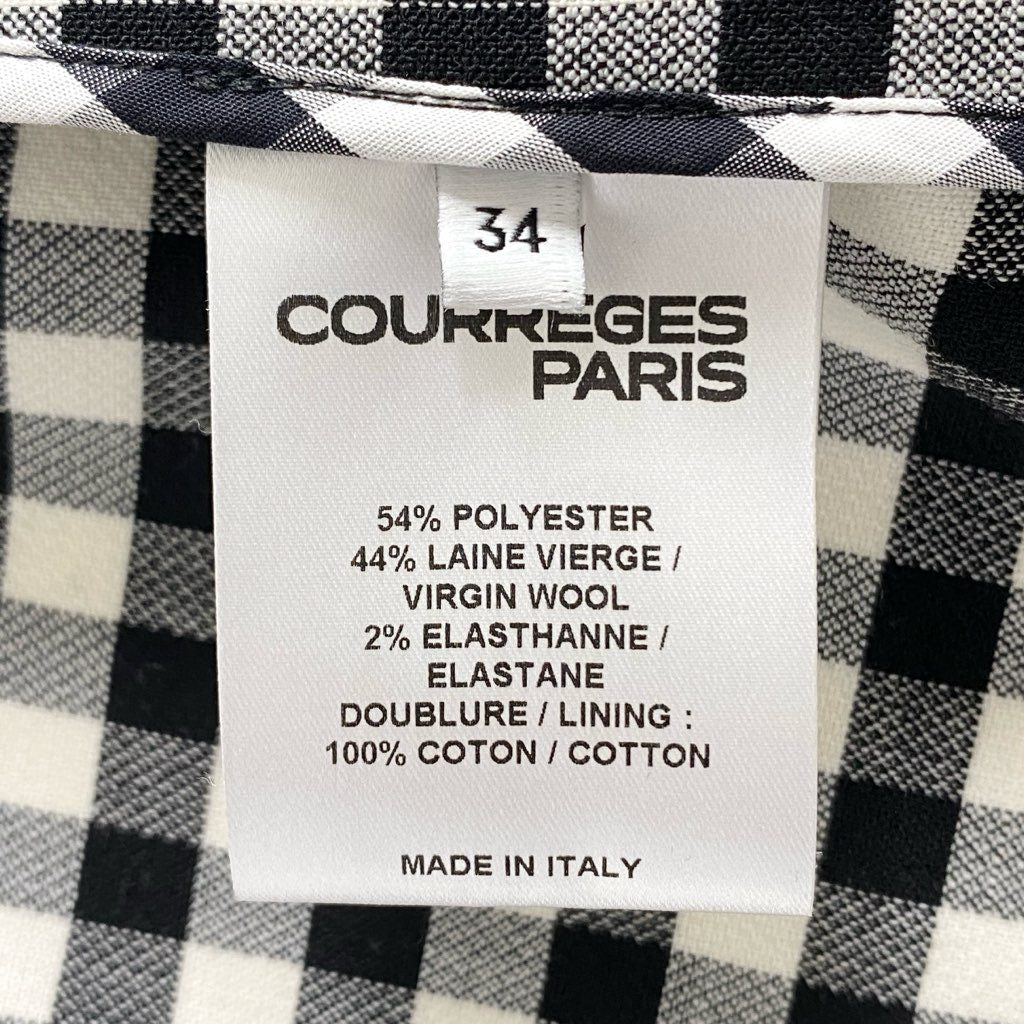 34
COURREGES
PARIS
54% POLYESTER
44% LAINE VIERGE /
VIRGIN WOOL
2% ELASTHANNE /
ELASTANE
DOUBLURE / LINING :
100% COTON / COTTON
MADE IN ITALY